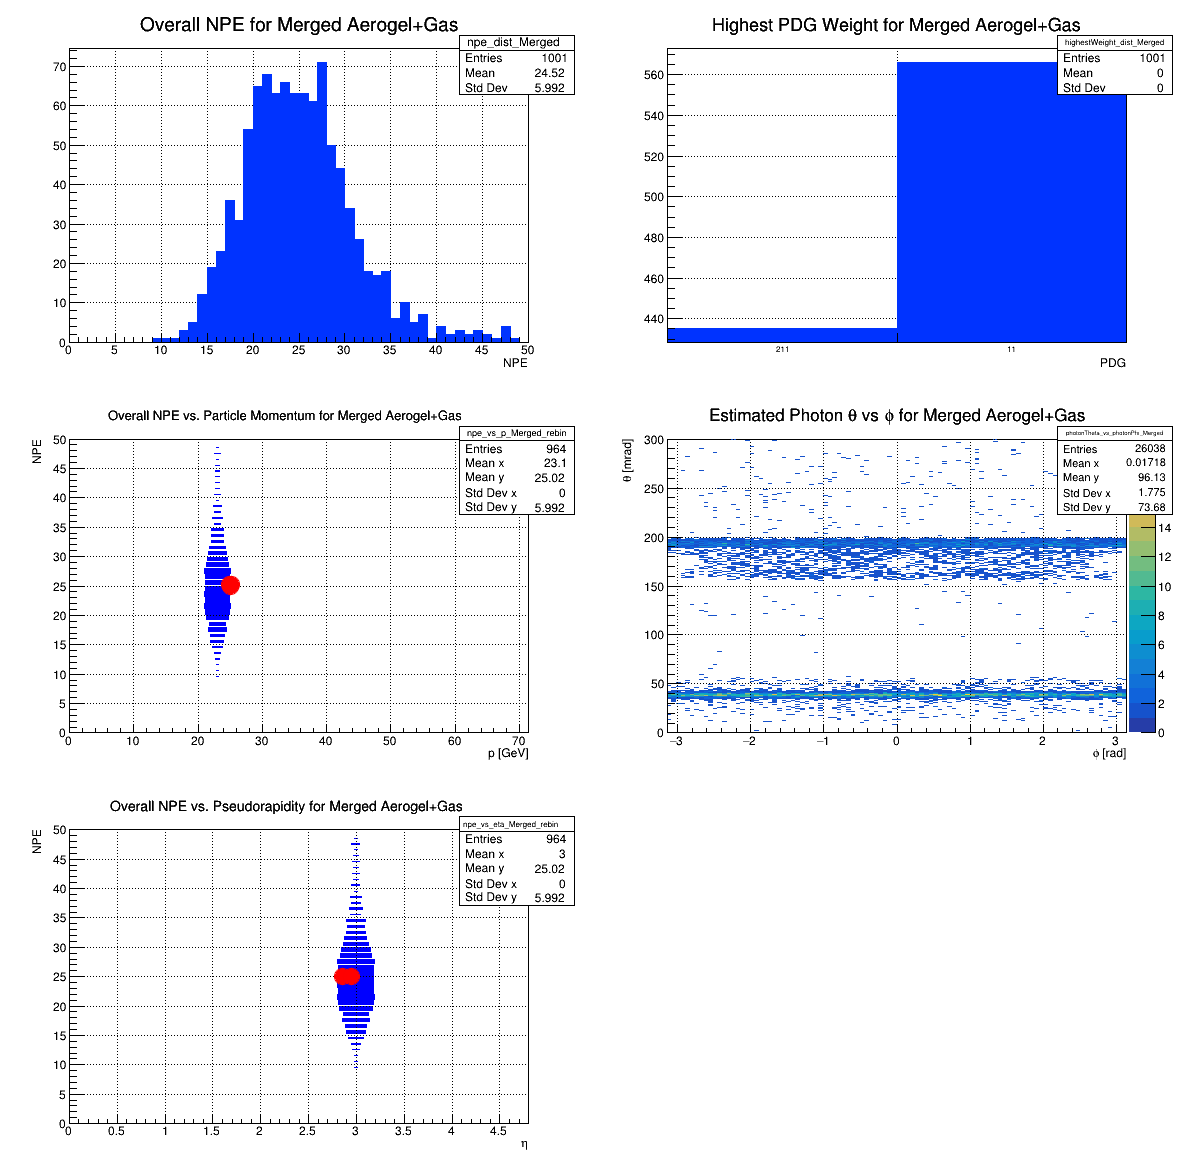 Overall NPE for Merged Aerogel+Gas
npe_dist_Merged
Entries 1001
Mean 24.52
Std Dev 5.992
70
60
50
40
30
20
10
0
0 5 10 15 20 25 30 35 40 45 50
NPE
Highest PDG Weight for Merged Aerogel+Gas
highestWeight_dist_Merged
Entries 1001
Mean 0
Std Dev 0
560
540
520
500
480
460
440
211 11
PDG
Overall NPE vs. Particle Momentum for Merged Aerogel+Gas
npe_vs_p_Merged_rebin
Entries 964
Mean x 23.1
Mean y 25.02
Std Dev x 0
Std Dev y 5.992
NPE
50
45
40
35
30
25
20
15
10
5
0
0 10 20 30 40 50 60 70
p [GeV]
Estimated Photon θ vs ϕ for Merged Aerogel+Gas
photonTheta_vs_photonPhi_Merged
Entries 26038
Mean x 0.01718
Mean y 96.13
Std Dev x 1.775
Std Dev y 73.68
θ [mrad]
300
250
200
150
100
50
0
−3 −2 −1 0 1 2 3
ϕ [rad]
14
12
10
8
6
4
2
0
Overall NPE vs. Pseudorapidity for Merged Aerogel+Gas
npe_vs_eta_Merged_rebin
Entries 964
Mean x 3
Mean y 25.02
Std Dev x 0
Std Dev y 5.992
NPE
50
45
40
35
30
25
20
15
10
5
0
0 0.5 1 1.5 2 2.5 3 3.5 4 4.5
η